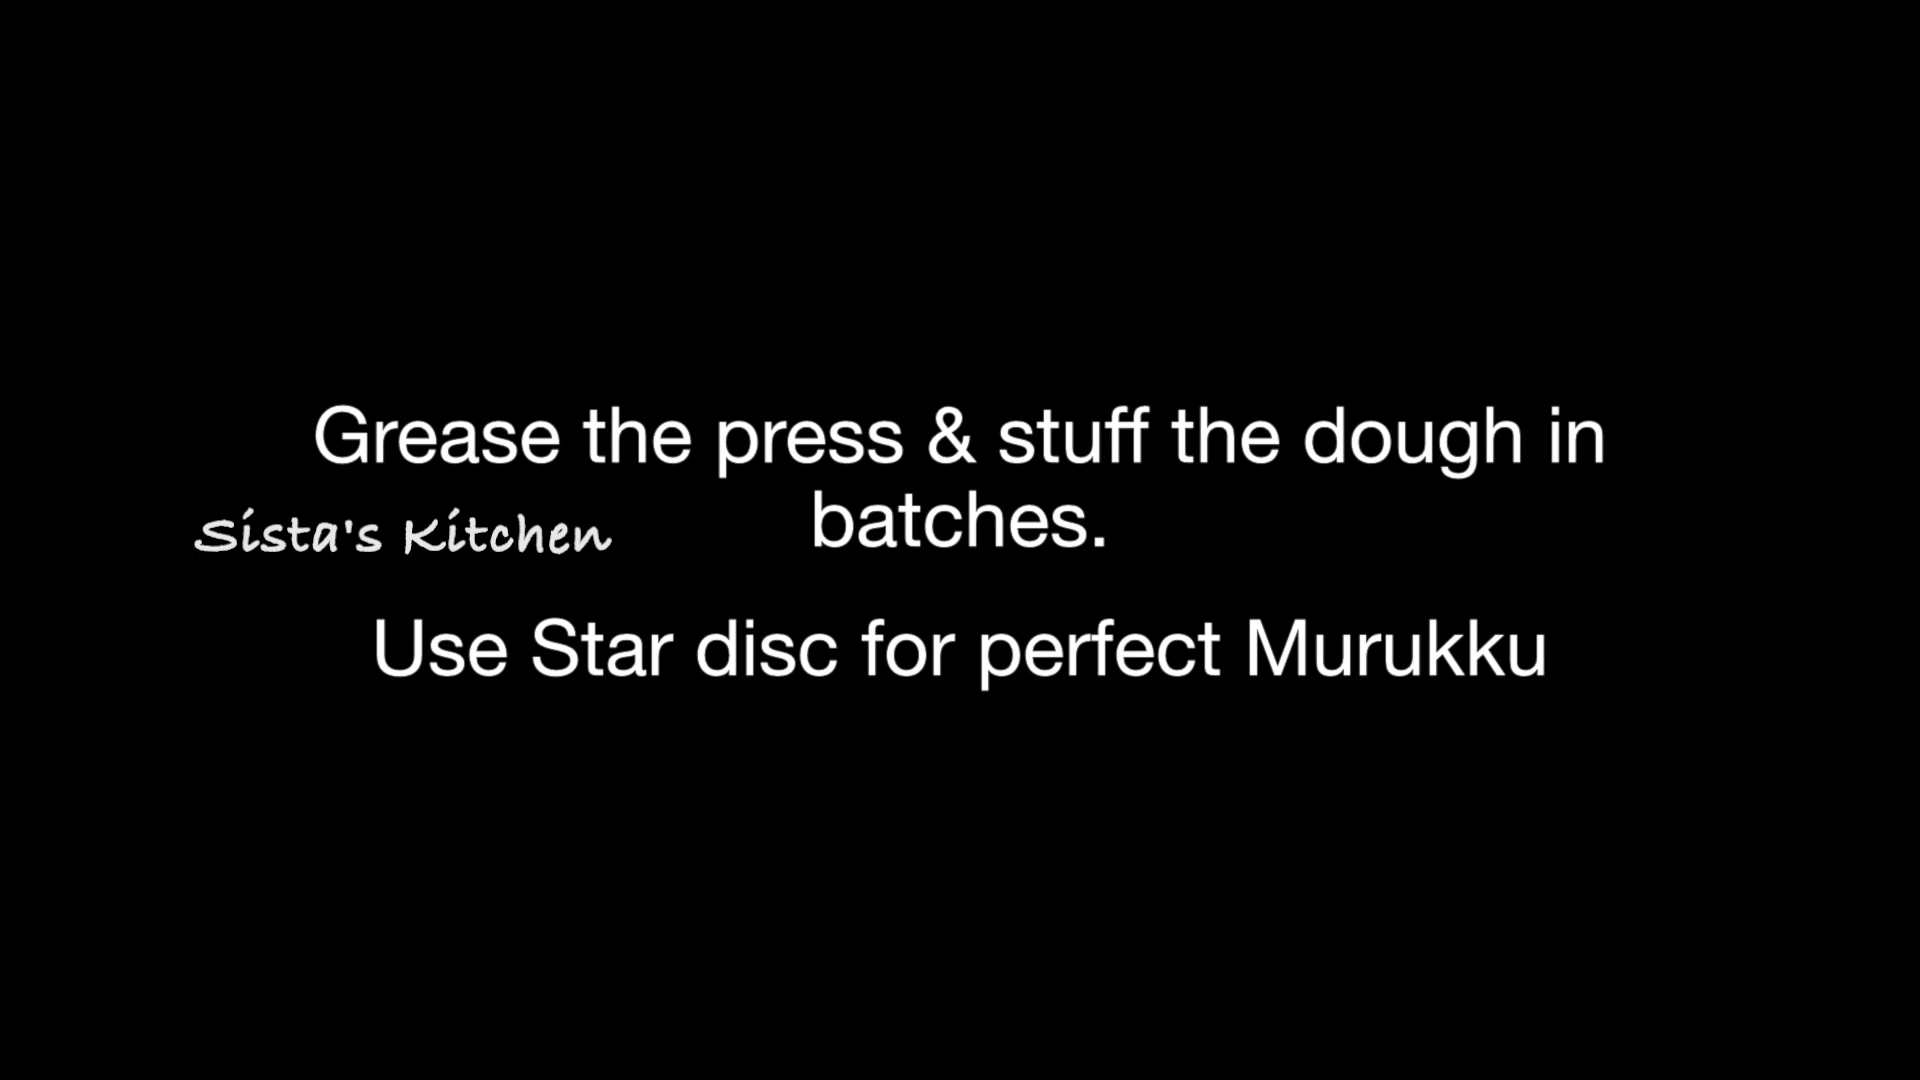 Grease the press & stuff the dough in
batches.
Sista's Kitchen
Use Star disc for perfect Murukku